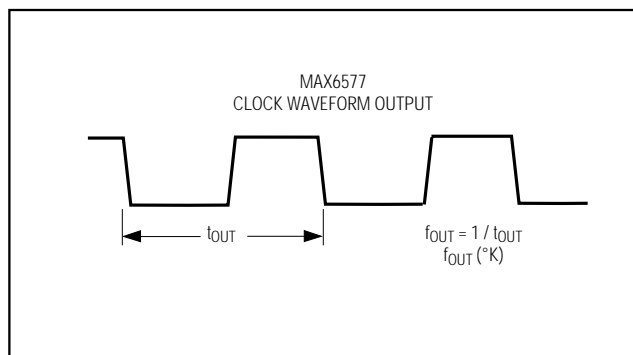 MAX6577
CLOCK WAVEFORM OUTPUT
tOUT
fOUT = 1 / tOUT
fOUT (°K)